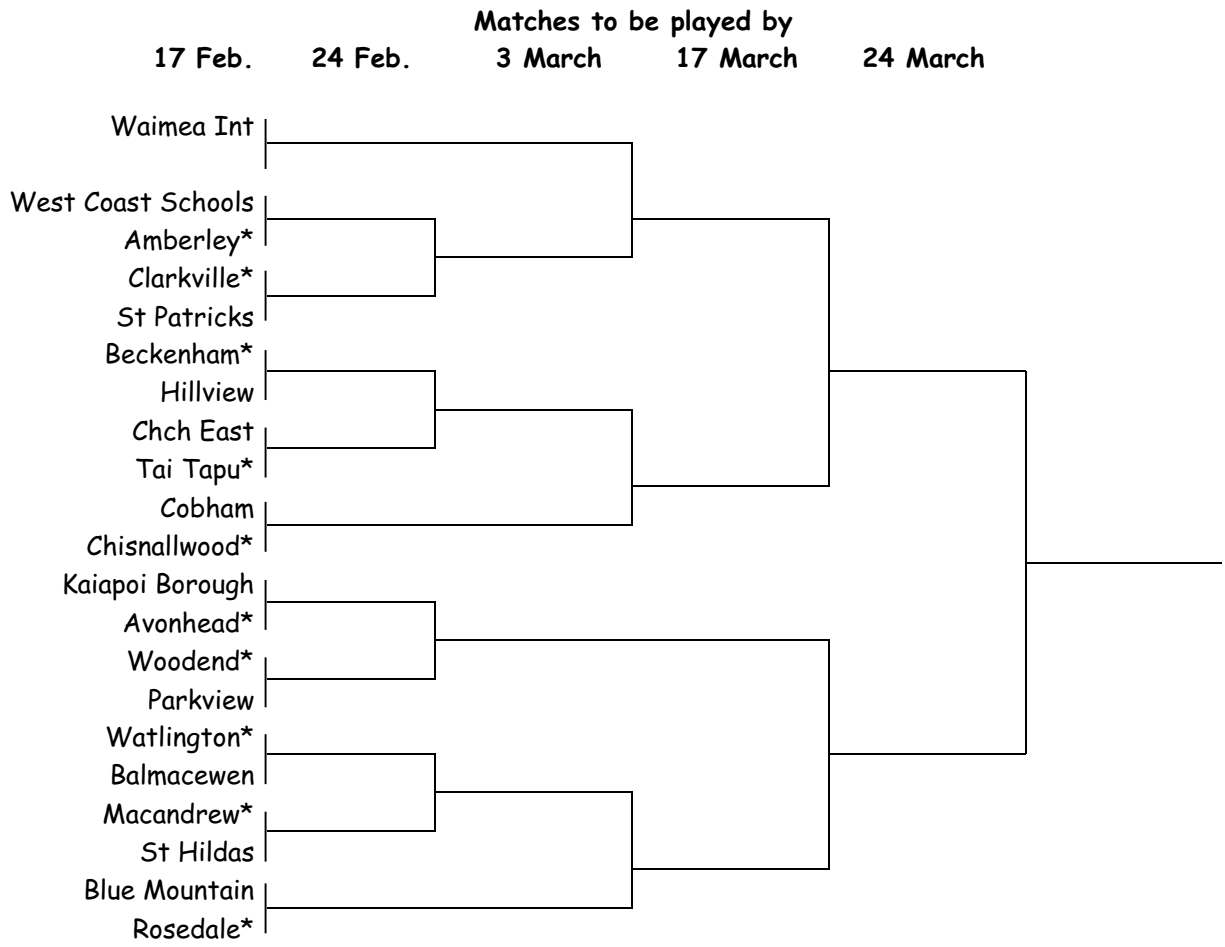 Matches to be played by
17 Feb. 24 Feb. 3 March 17 March 24 March
Waimea Int
West Coast Schools
Amberley*
Clarkville*
St Patricks
Beckenham*
Hillview
Chch East
Tai Tapu*
Cobham
Chisnallwood*
Kaiapoi Borough
Avonhead*
Woodend*
Parkview
Watlington*
Balmacewen
Macandrew*
St Hildas
Blue Mountain
Rosedale*